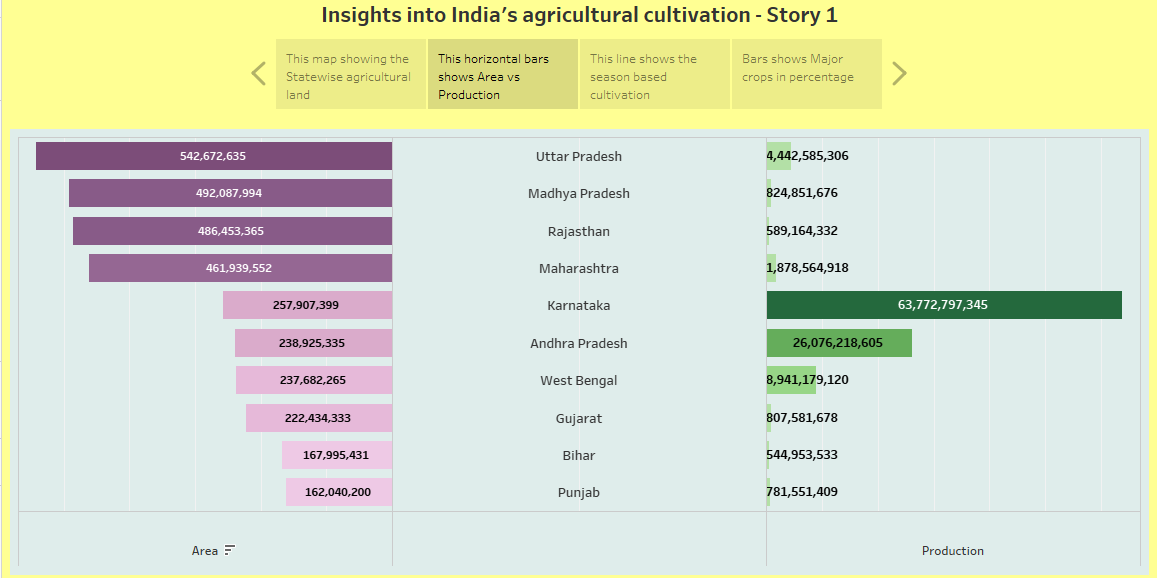 Insights into India's agricultural cultivation - Story 1
This map showing the
Statewise agricultural
land
This horizontal bars
shows Area vs
Production
This line shows the
season based
cultivation
Bars shows Major
crops in percentage
542,672,635 Uttar Pradesh 4,442,585,306
492,087,994 Madhya Pradesh 824,851,676
486,453,365 Rajasthan 589,164,332
461,939,552 Maharashtra 1,878,564,918
257,907,399 Karnataka 63,772,797,345
238,925,335 Andhra Pradesh 26,076,218,605
237,682,265 West Bengal 8,941,179,120
222,434,333 Gujarat 807,581,678
167,995,431 Bihar 544,953,533
162,040,200 Punjab 781,551,409
Area Production